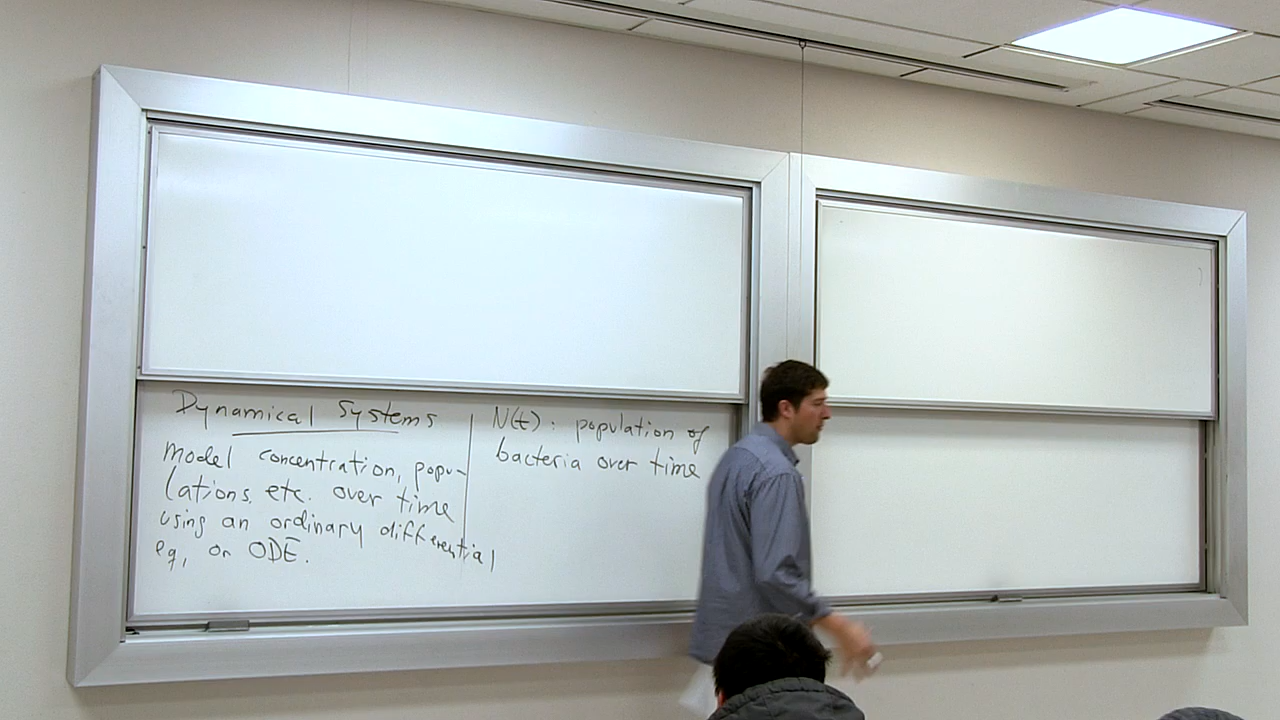 Dynamical Systems
model concentration, popu-
lations, etc. over time
using an ordinary differential
eq, or ODE.
N(t): population of
bacteria over time